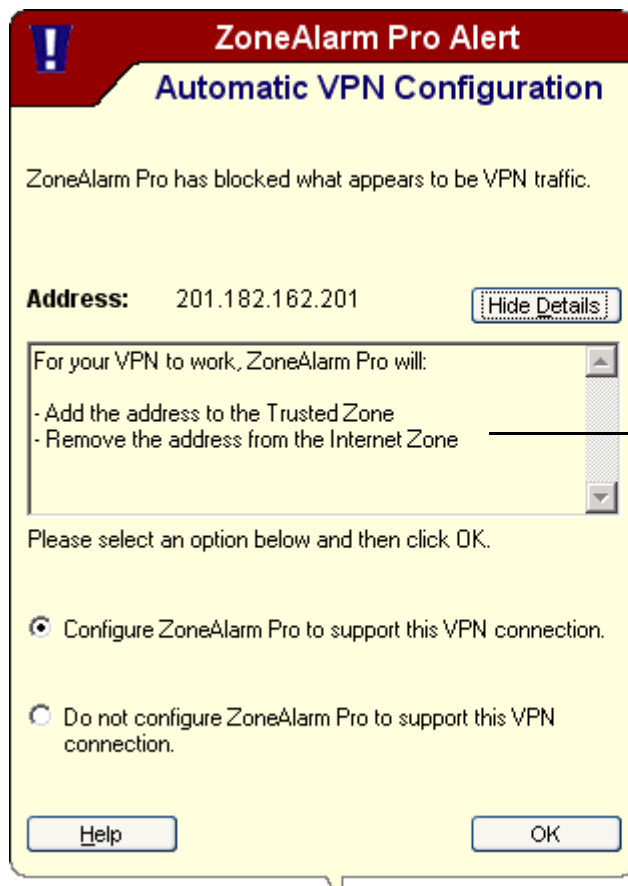 ZoneAlarm Pro Alert
Automatic VPN Configuration
ZoneAlarm Pro has blocked what appears to be VPN traffic.
Address: 201.182.162.201 Hide Details
For your VPN to work, ZoneAlarm Pro will:
- Add the address to the Trusted Zone
- Remove the address from the Internet Zone
Please select an option below and then click OK.
Configure ZoneAlarm Pro to support this VPN connection.
Do not configure ZoneAlarm Pro to support this VPN
connection.
Help OK